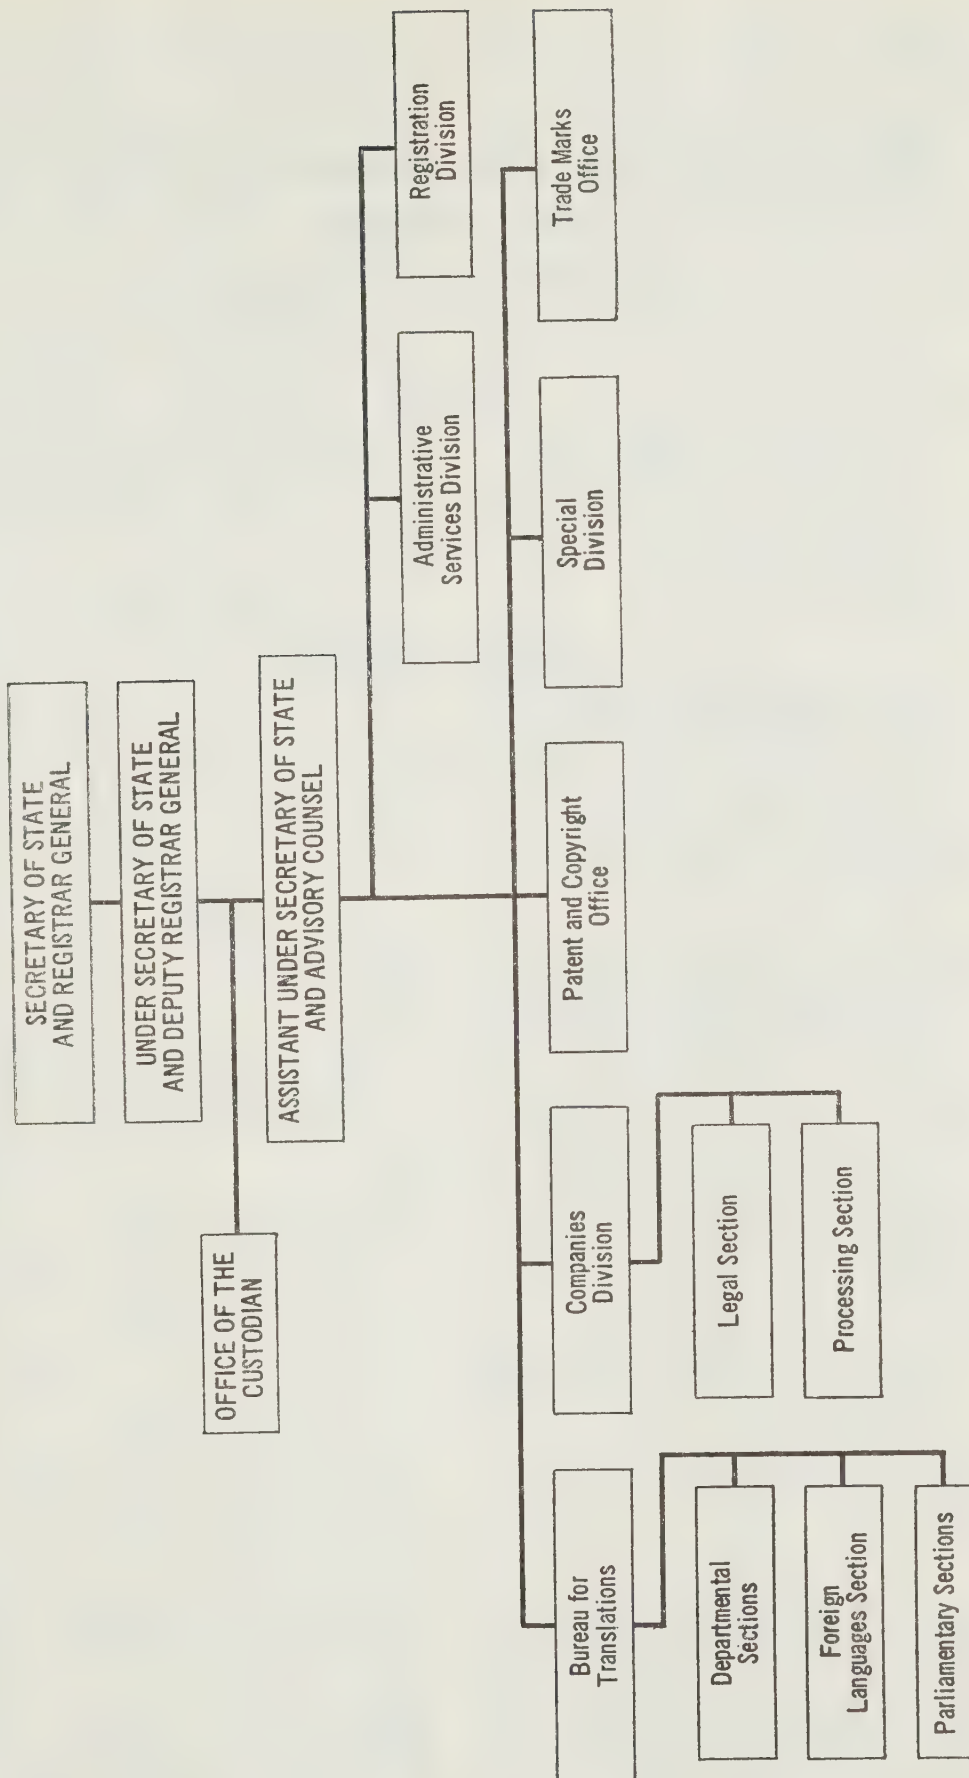 SECRETARY OF STATE
AND REGISTRAR GENERAL
UNDER SECRETARY OF STATE
AND DEPUTY REGISTRAR GENERAL
OFFICE OF THE
CUSTODIAN
ASSISTANT UNDER SECRETARY OF STATE
AND ADVISORY COUNSEL
Administrative
Services Division
Registration
Division
Bureau for
Translations
Companies
Division
Patent and Copyright
Office
Special
Division
Trade Marks
Office
Departmental
Sections
Foreign
Languages Section
Parliamentary Sections
Legal Section
Processing Section